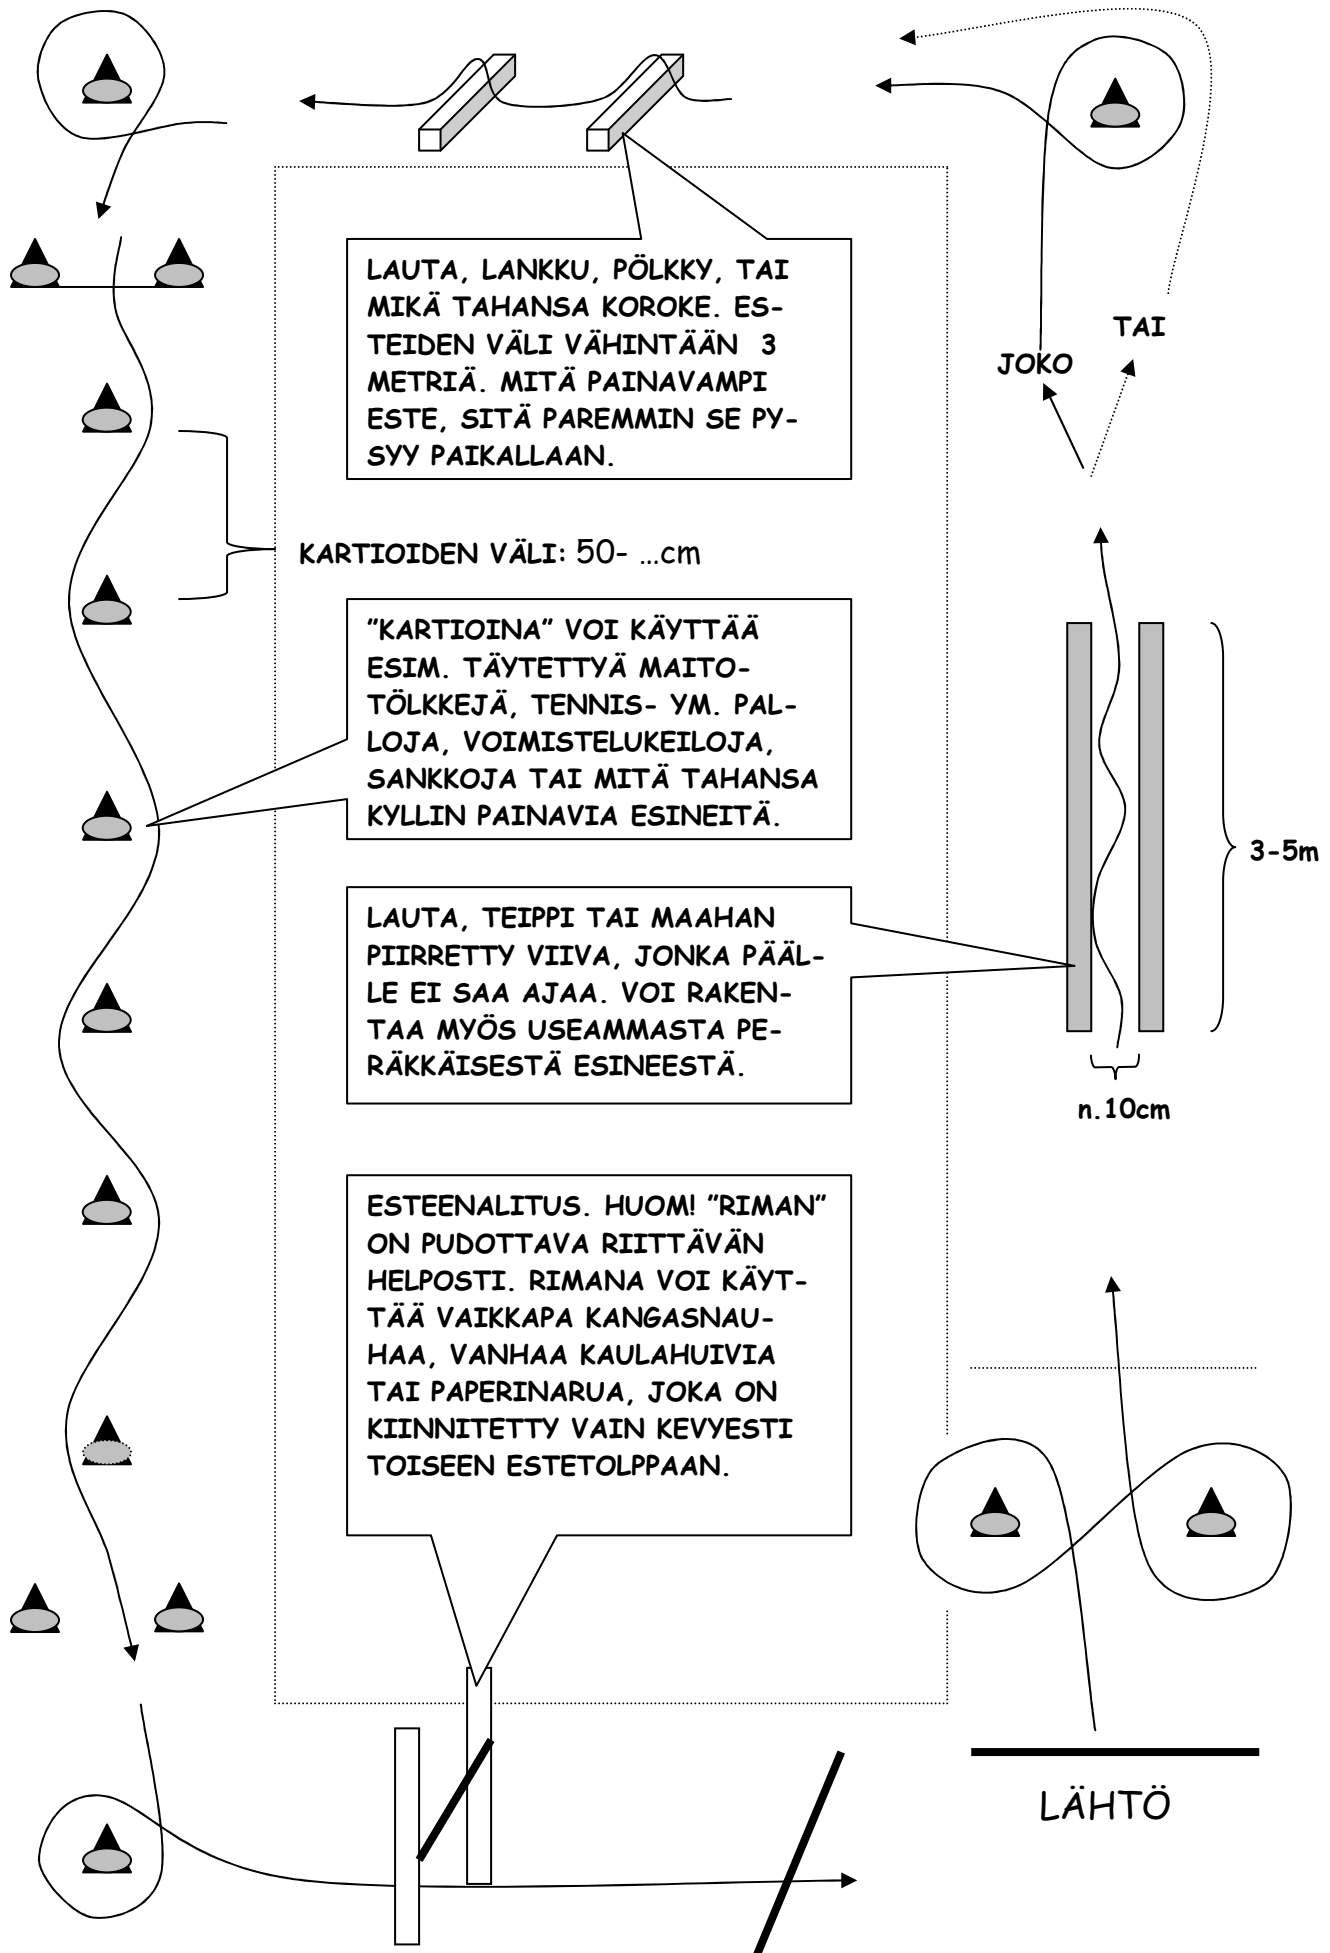 LAUTA, LANKKU, PÖLKKY, TAI
MIKÄ TAHANSA KOROKE. ES-
TEIDEN VÄLI VÄHINTÄÄN 3
METRIÄ. MITÄ PAINAVAMPI
ESTE, SITÄ PAREMMIN SE PY-
SYY PAIKALLAAN.
TAI
JOKO
KARTIOIDEN VÄLI: 50- ...cm
"KARTIOINA" VOI KÄYTTÄÄ
ESIM. TÄYTETTYÄ MAITO-
TÖLKKEJÄ, TENNIS- YM. PAL-
LOJA, VOIMISTELUKEILOJA,
SANKKOJA TAI MITÄ TAHANSA
KYLLIN PAINAVIA ESINEITÄ.
3-5m
LAUTA, TEIPPI TAI MAAHAN
PIIRRETTY VIIVA, JONKA PÄÄL-
LE EI SAA AJAA. VOI RAKEN-
TAA MYÖS USEAMMASTA PE-
RÄKKÄISESTÄ ESINEESTÄ.
n.10cm
ESTEENALITUS. HUOM! "RIMAN"
ON PUDOTTAVA RIITTÄVÄN
HELPOSTI. RIMANA VOI KÄYT-
TÄÄ VAIKKAPA KANGASNAU-
HAA, VANHAA KAULAHUIVIA
TAI PAPERINARUA, JOKA ON
KIINNITETTY VAIN KEVYESTI
TOISEEN ESTETOLPPAAN.
LÄHTÖ